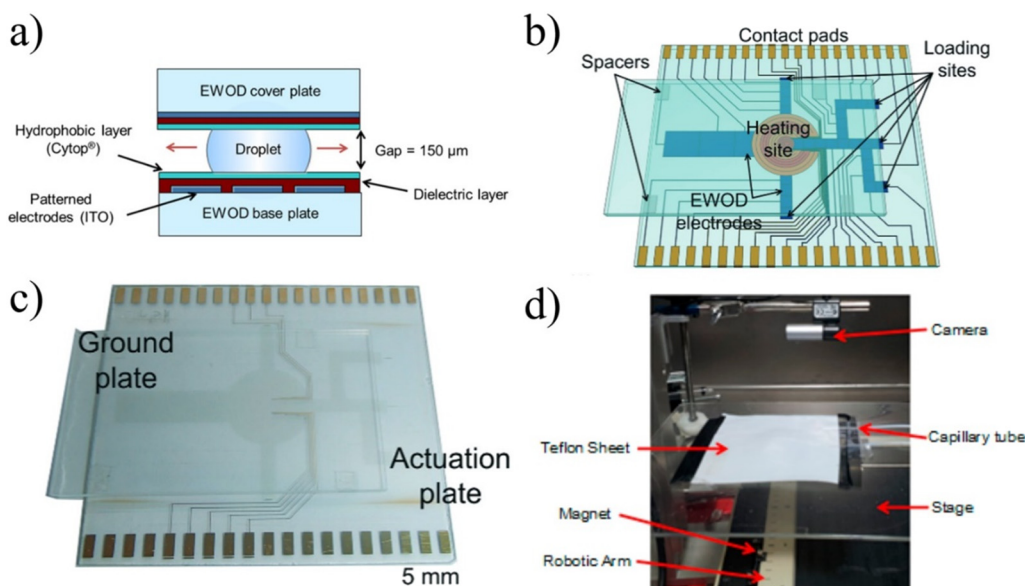 a)
EWOD cover plate
Hydrophobic layer
(Cytop®)
Droplet
Gap = 150 µm
Patterned
electrodes (ITO)
Dielectric layer
EWOD base plate
b)
Contact pads
Spacers
Loading
sites
Heating
site
EWOD
electrodes
c)
Ground
plate
Actuation
plate
5 mm
d)
Camera
Teflon Sheet
Capillary tube
Magnet
Stage
Robotic Arm